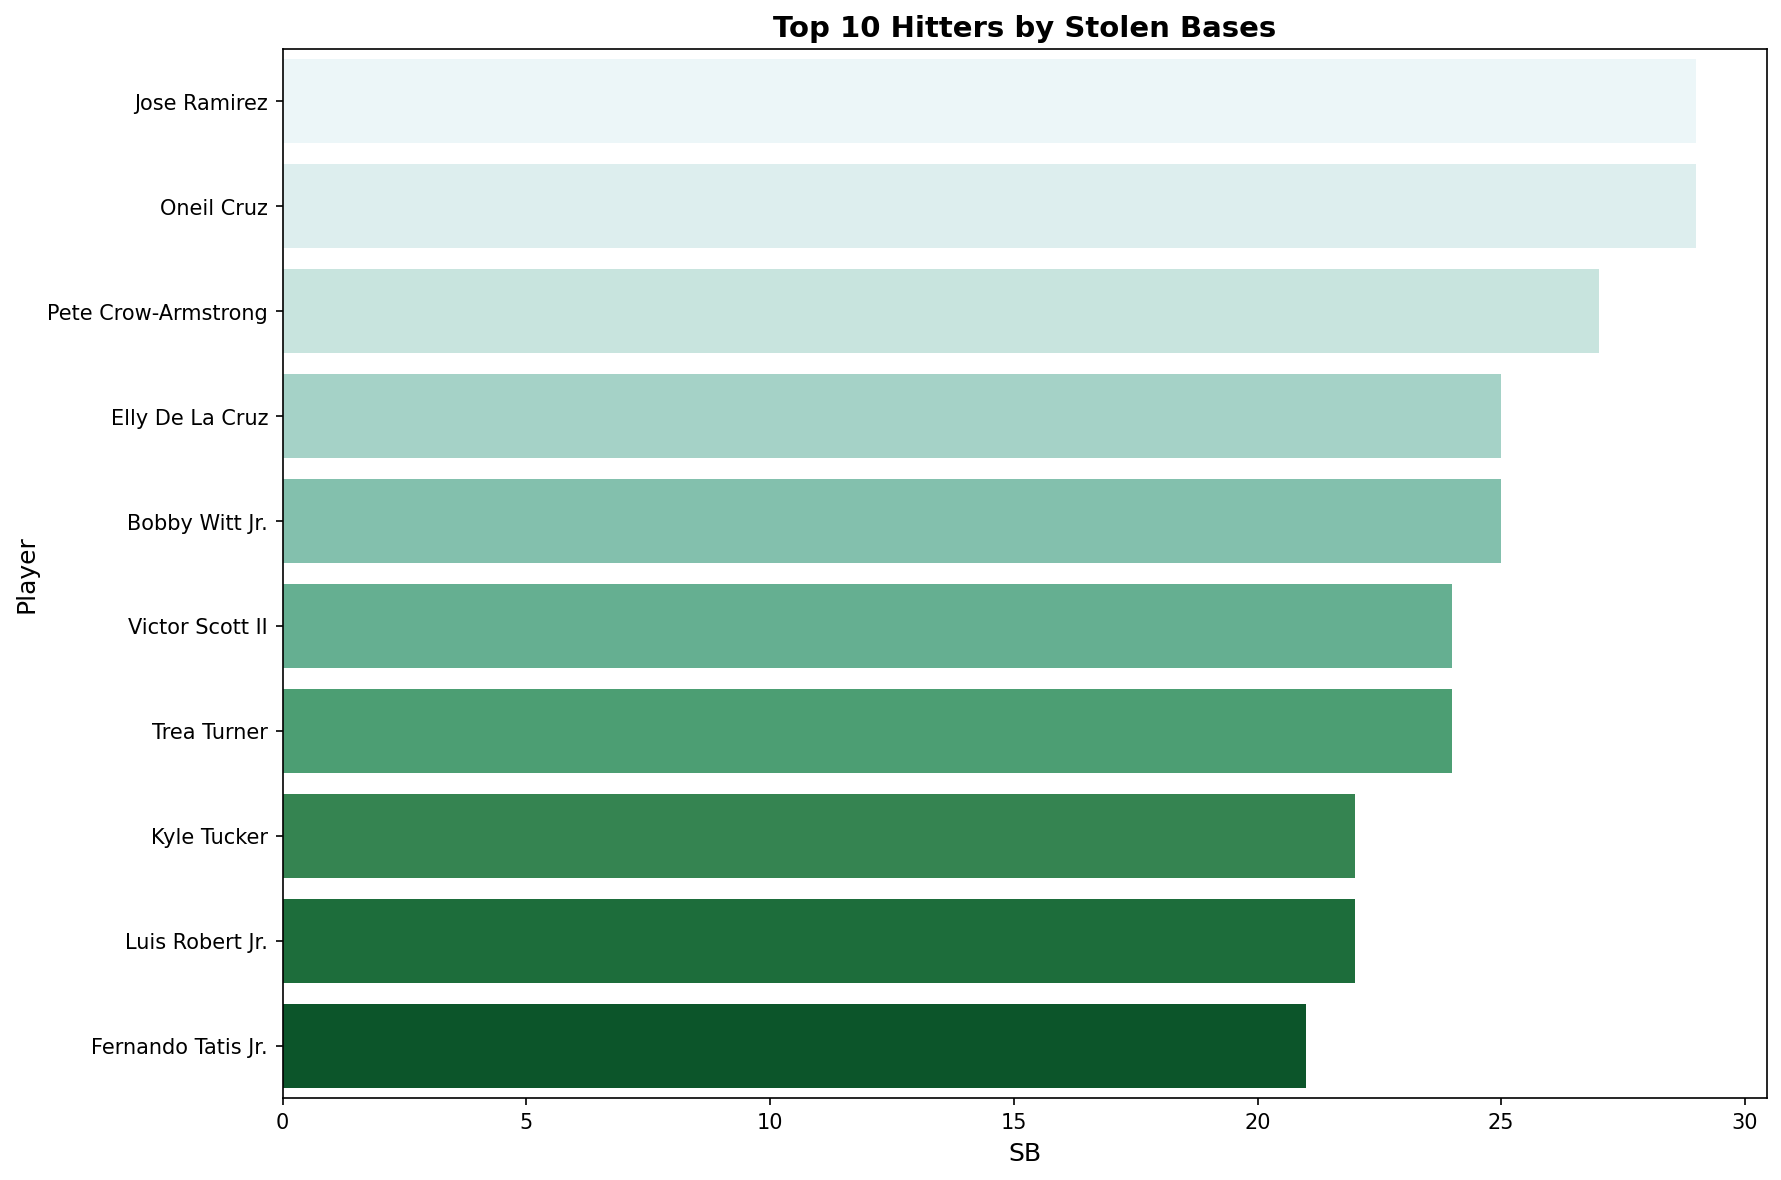 Top 10 Hitters by Stolen Bases
Player
Jose Ramirez
Oneil Cruz
Pete Crow-Armstrong
Elly De La Cruz
Bobby Witt Jr.
Victor Scott II
Trea Turner
Kyle Tucker
Luis Robert Jr.
Fernando Tatis Jr.
0 5 10 15 20 25 30
SB